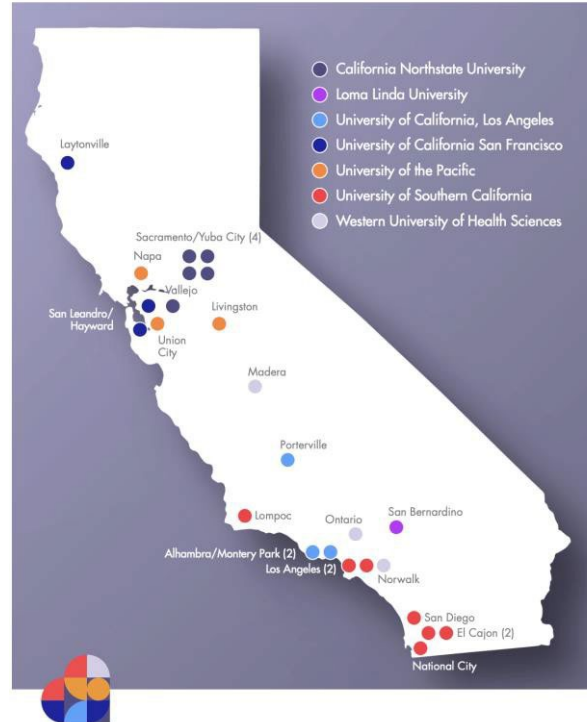 California Northstate University
Loma Linda University
University of California, Los Angeles
University of California San Francisco
University of the Pacific
University of Southern California
Western University of Health Sciences
Laytonville
Sacramento/Yuba City (4)
Napa
Vallejo
San Leandro/
Hayward
Livingston
Union
City
Madera
Porterville
Lompoc
Ontario
San Bernardino
Alhambra/Montery Park (2)
Los Angeles (2)
Norwalk
San Diego
El Cajon (2)
National City